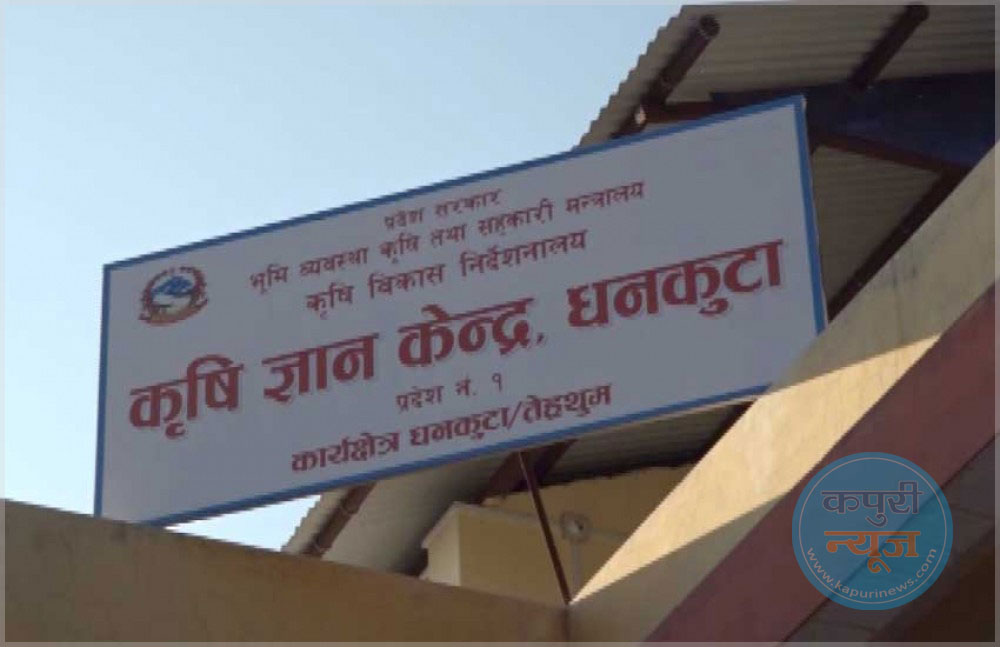 प्रदेश सरकार
भूमि व्यवस्था कृषि तथा सहकारी मन्त्रालय
कृषि विकास निर्देशनालय
कृषि ज्ञान केन्द्र, धनकुटा
प्रदेश नं. १
कार्यक्षेत्र धनकुटा/तेह्रथुम
कपुरी
न्यूज
www.kapurinews.com